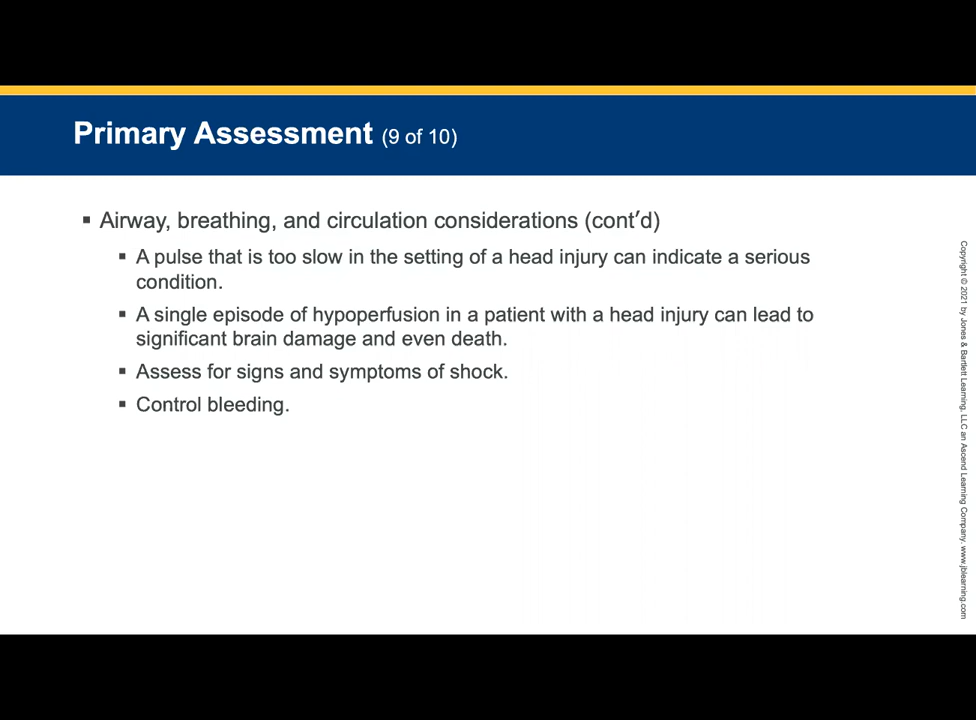 Primary Assessment (9 of 10)
▪ Airway, breathing, and circulation considerations (cont’d)
▪ A pulse that is too slow in the setting of a head injury can indicate a serious
condition.
▪ A single episode of hypoperfusion in a patient with a head injury can lead to
significant brain damage and even death.
▪ Assess for signs and symptoms of shock.
▪ Control bleeding.
Copyright © 2021 by Jones & Bartlett Learning, LLC an Ascend Learning Company. www.jblearning.com